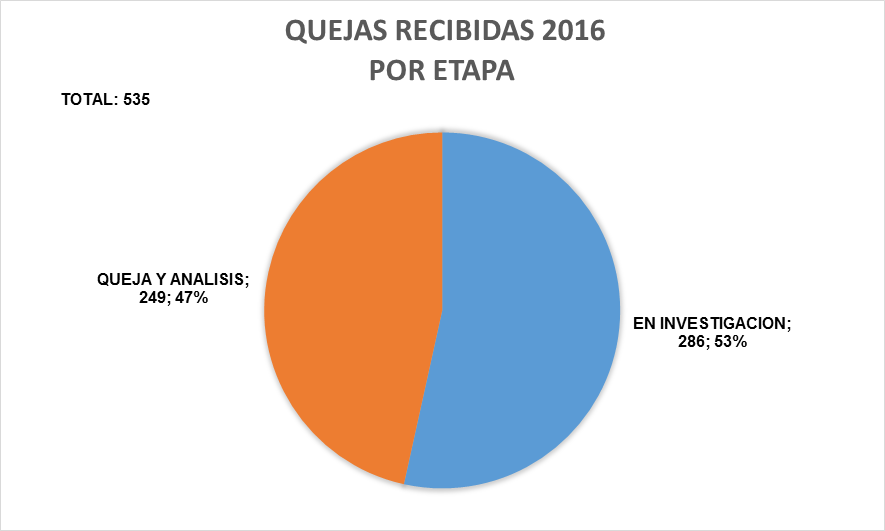 QUEJAS RECIBIDAS 2016
POR ETAPA
TOTAL: 535
QUEJA Y ANALISIS;
249; 47%
EN INVESTIGACION;
286; 53%